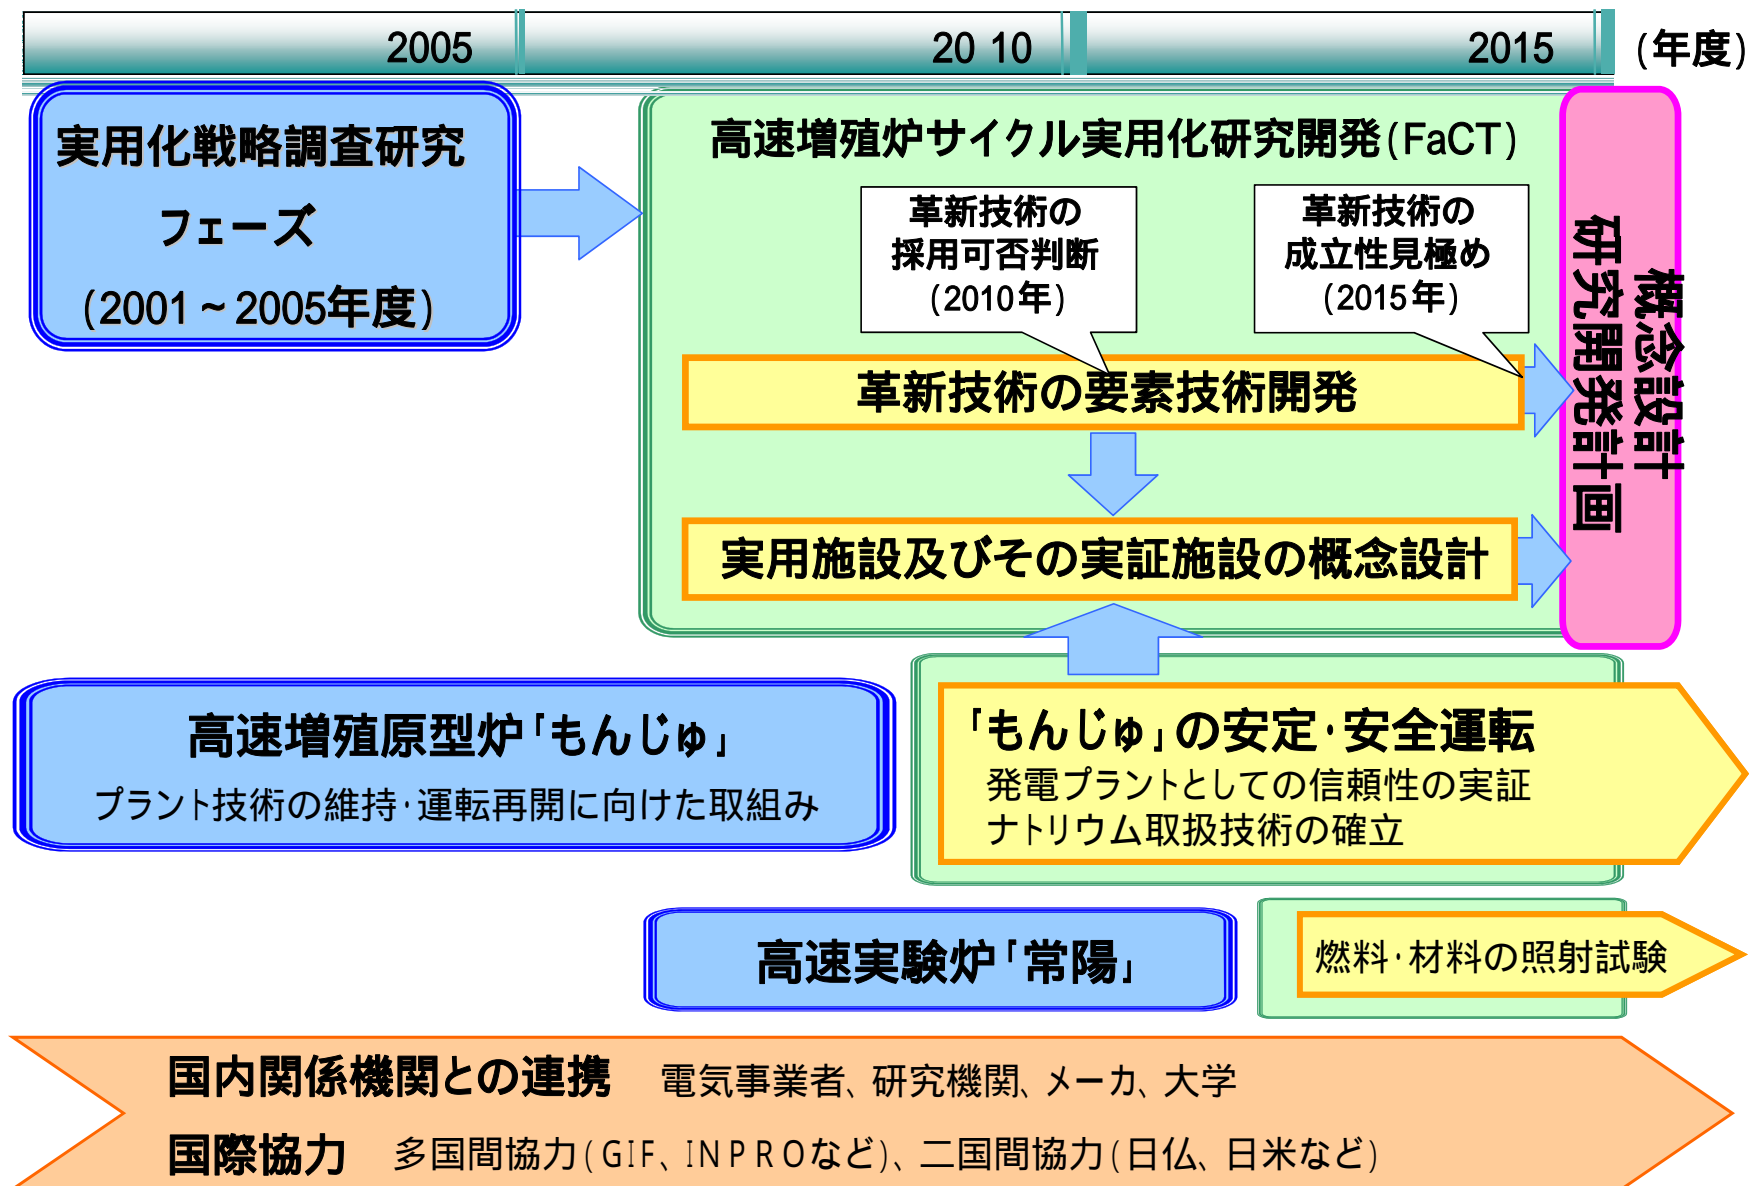 2005
20 10
2015
(年度)
実用化戦略調査研究
フェーズ
(2001～2005年度)
高速増殖炉サイクル実用化研究開発(FaCT)
革新技術の
採用可否判断
(2010年)
革新技術の
成立性見極め
(2015年)
革新技術の要素技術開発
実用施設及びその実証施設の概念設計
概念設計
研究開発計画
高速増殖原型炉「もんじゅ」
プラント技術の維持・運転再開に向けた取組み
「もんじゅ」の安定・安全運転
発電プラントとしての信頼性の実証
ナトリウム取扱技術の確立
高速実験炉「常陽」
燃料・材料の照射試験
国内関係機関との連携 電気事業者、研究機関、メーカ、大学
国際協力 多国間協力(GIF、INPROなど)、二国間協力(日仏、日米など)